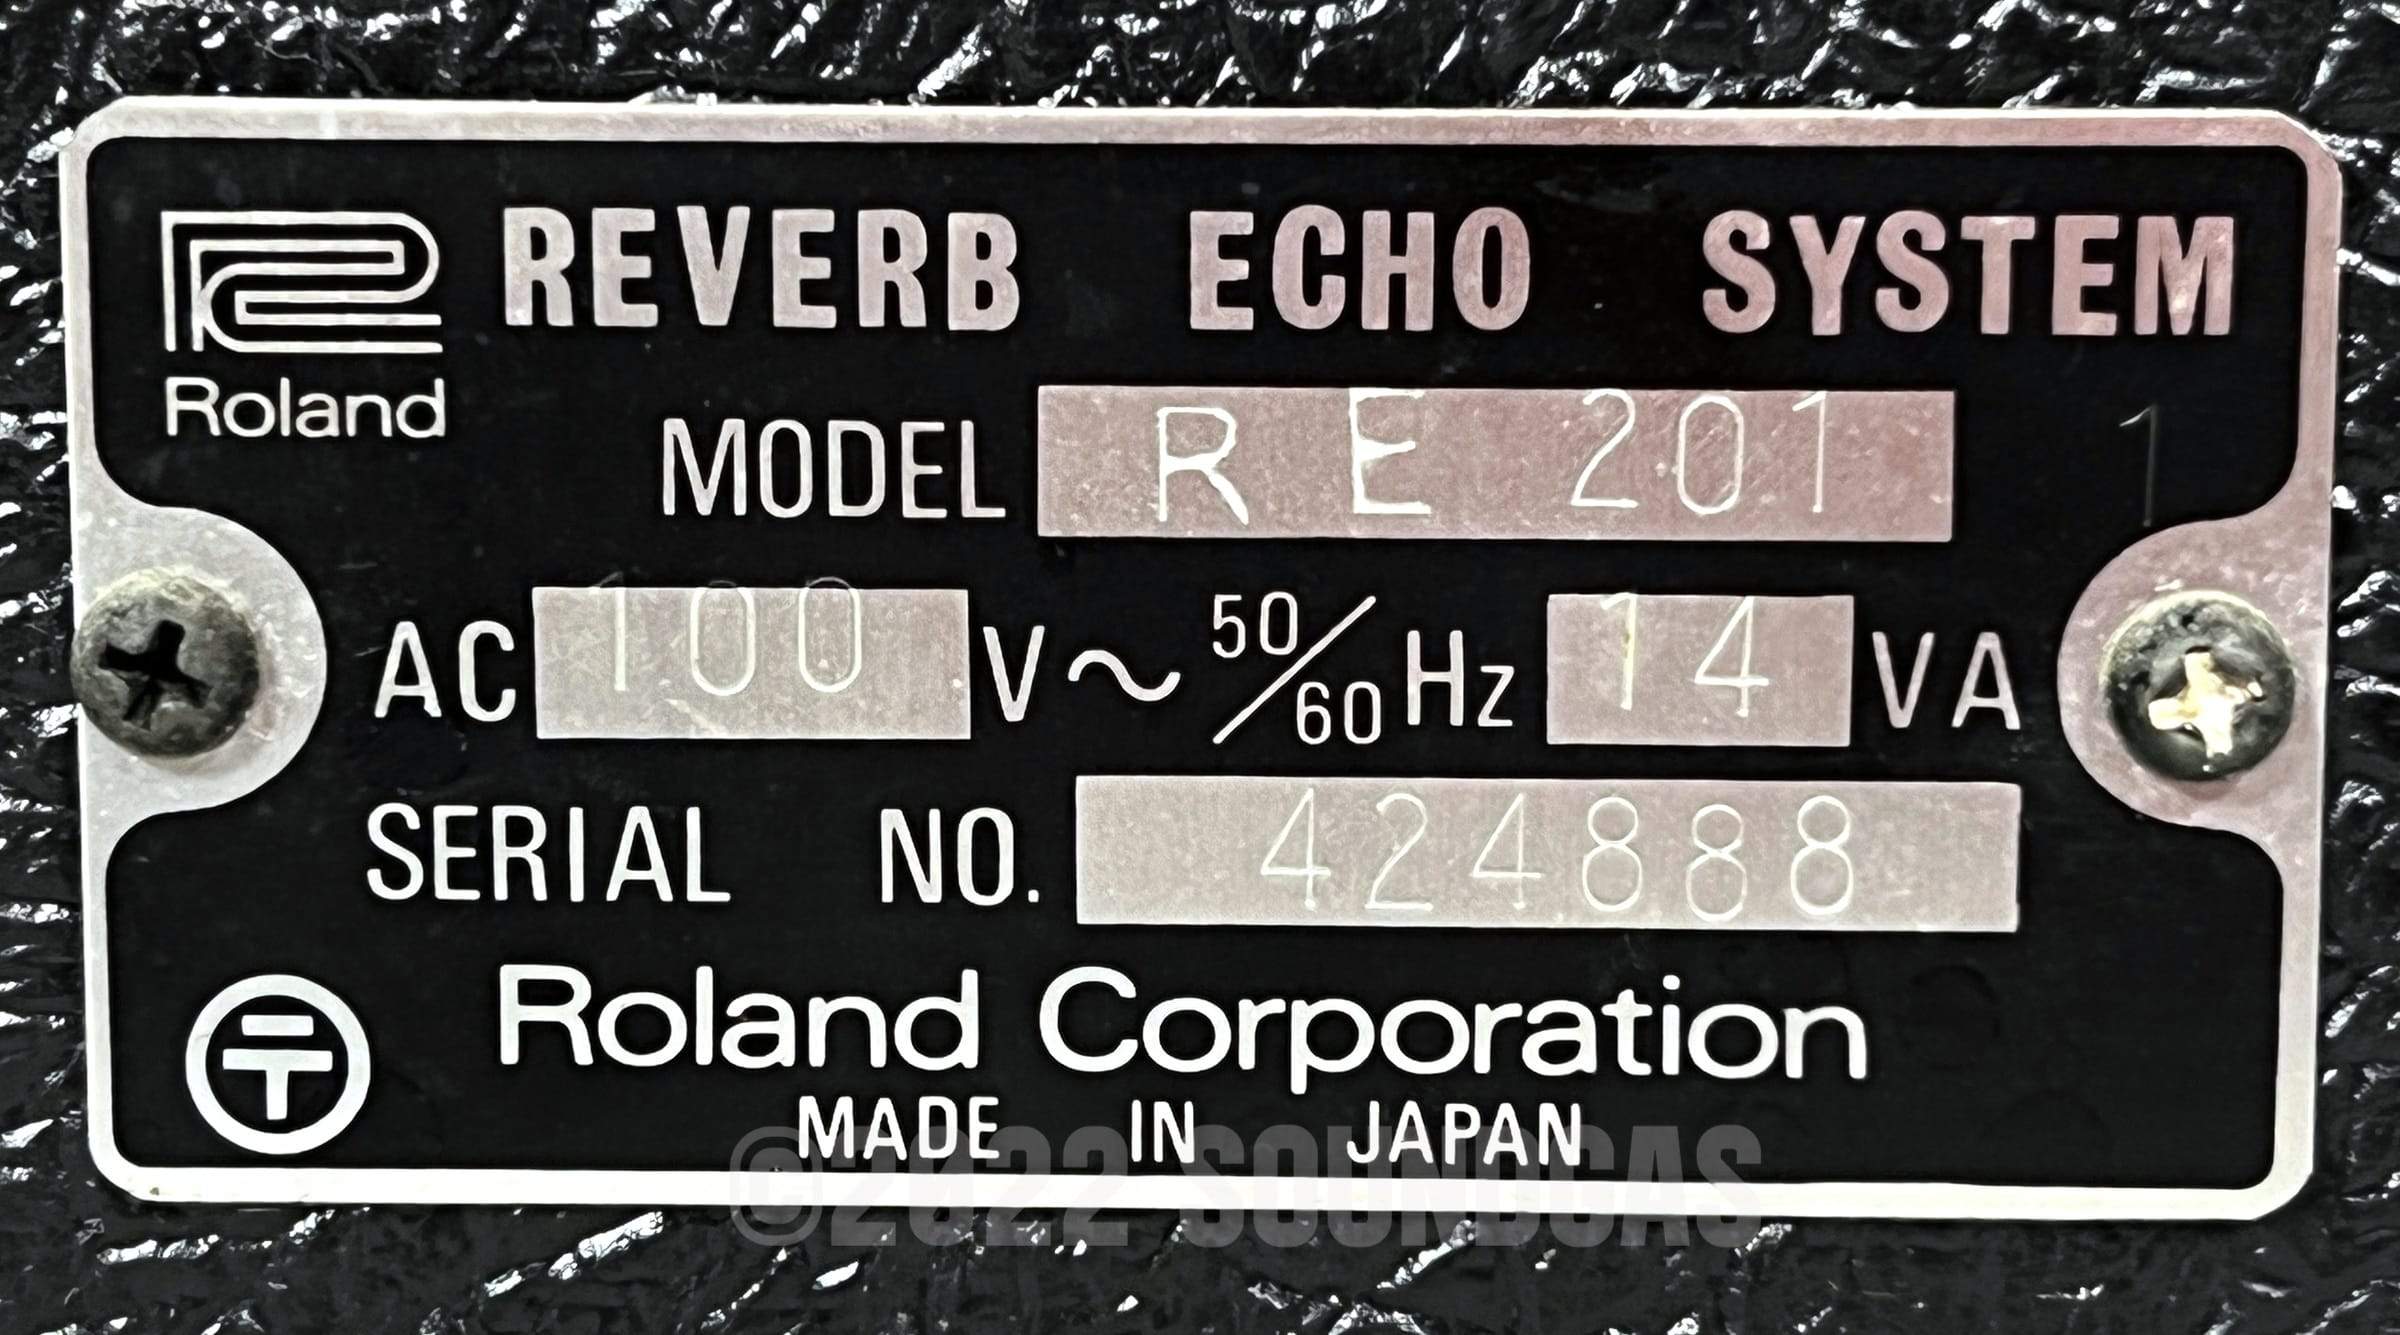 REVERB ECHO SYSTEM
Roland
MODEL RE 201 1
AC 100 V ~ 50/60 Hz 14 VA
SERIAL NO. 424888
〒
Roland Corporation
MADE IN JAPAN
©2022 SOUNDGAS